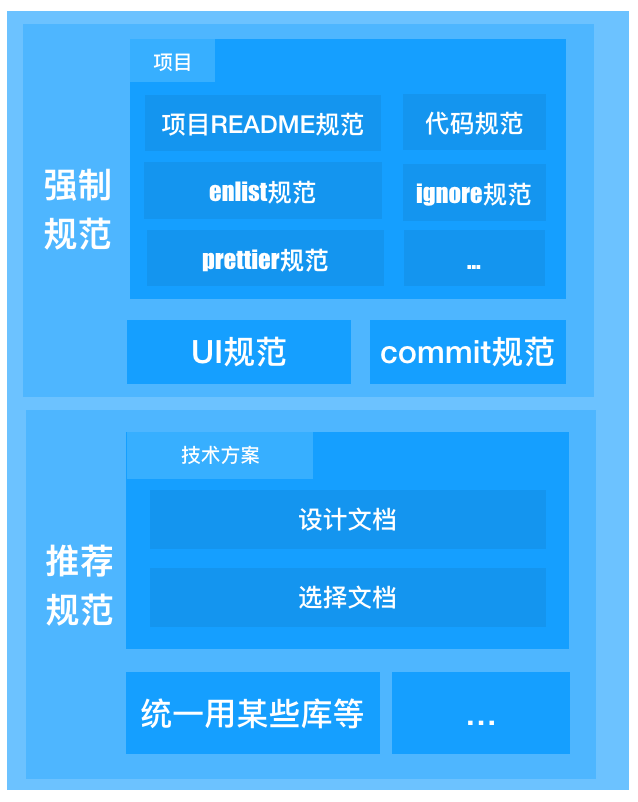 强制
规范
项目
项目README规范
代码规范
enlist规范
ignore规范
prettier规范
...
UI规范
commit规范
推荐
规范
技术方案
设计文档
选择文档
统一用某些库等
...